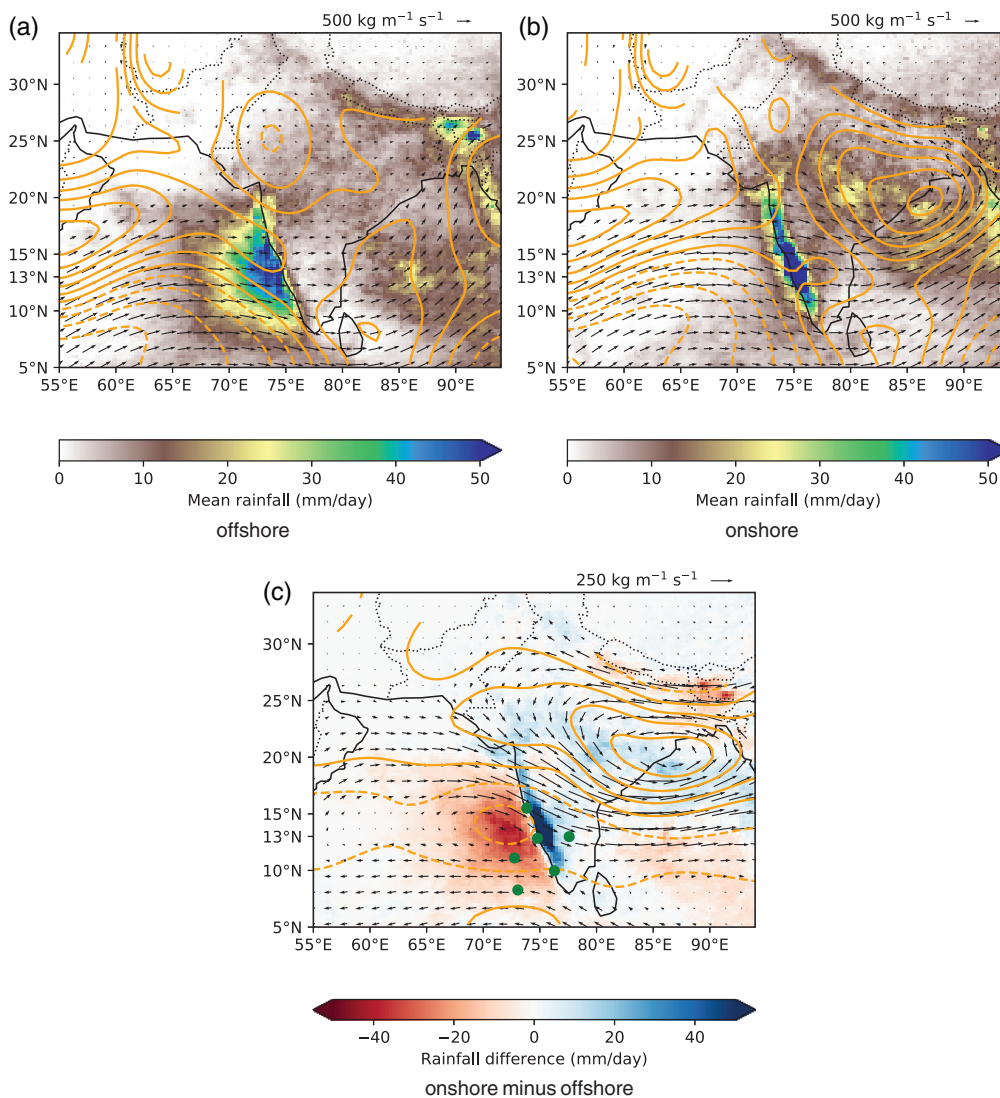 (a)
500 kg m⁻¹ s⁻¹
30°N
25°N
20°N
15°N
13°N
10°N
5°N
55°E 60°E 65°E 70°E 75°E 80°E 85°E 90°E
0 10 20 30 40 50
Mean rainfall (mm/day)
offshore
(b)
500 kg m⁻¹ s⁻¹
30°N
25°N
20°N
15°N
13°N
10°N
5°N
55°E 60°E 65°E 70°E 75°E 80°E 85°E 90°E
0 10 20 30 40 50
Mean rainfall (mm/day)
onshore
(c)
250 kg m⁻¹ s⁻¹
30°N
25°N
20°N
15°N
13°N
10°N
5°N
55°E 60°E 65°E 70°E 75°E 80°E 85°E 90°E
−40 −20 0 20 40
Rainfall difference (mm/day)
onshore minus offshore